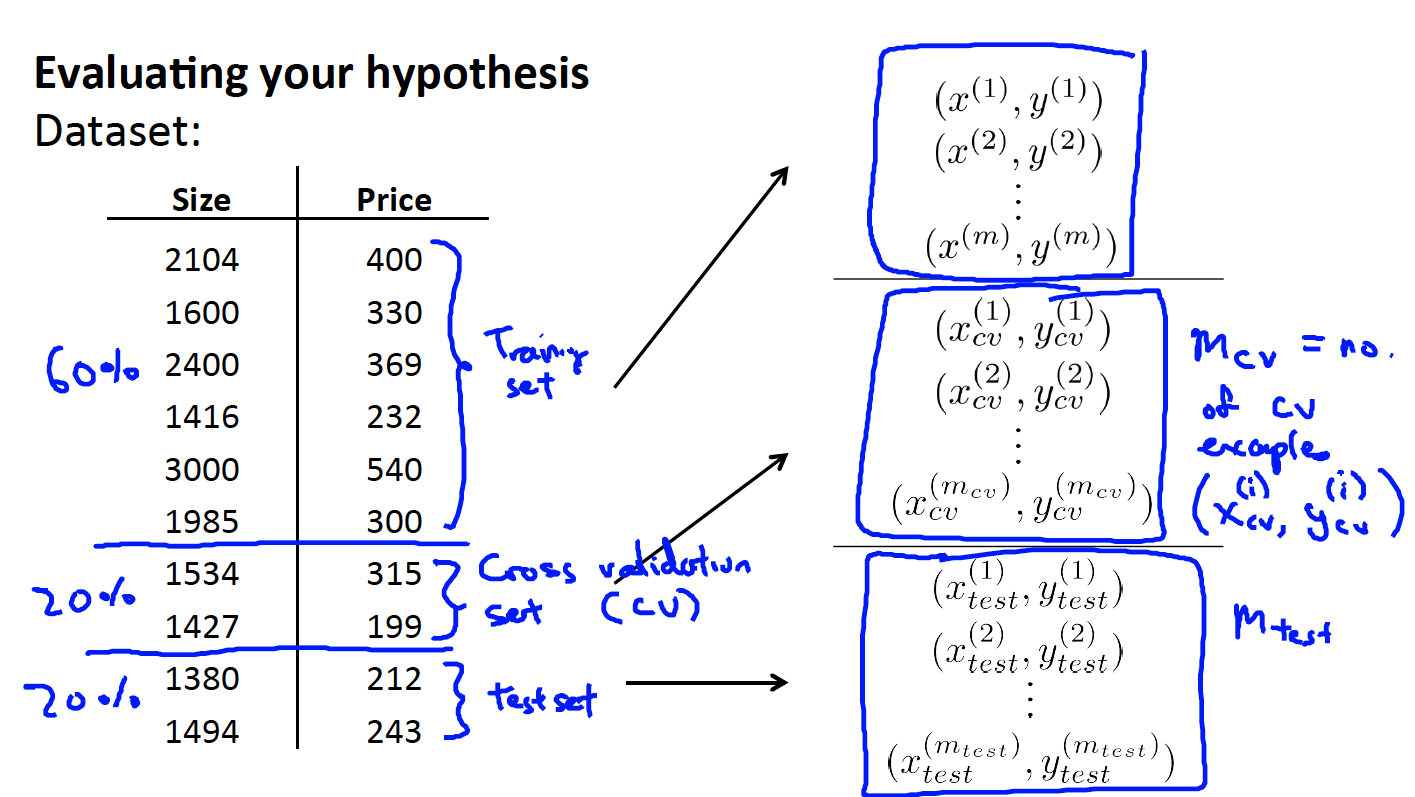 Evaluating your hypothesis
Dataset:
Size Price
2104 400
1600 330
2400 369
1416 232
3000 540
1985 300
1534 315
1427 199
1380 212
1494 243
60%
20%
20%
Training
set
Cross validation
set (CV)
test set
(x^{(1)}, y^{(1)})
(x^{(2)}, y^{(2)})
⋮
(x^{(m)}, y^{(m)})
(x_{cv}^{(1)}, y_{cv}^{(1)})
(x_{cv}^{(2)}, y_{cv}^{(2)})
⋮
(x_{cv}^{(m_{cv})}, y_{cv}^{(m_{cv})})
M_{cv} = no.
of CV
example
(x_{cv}^{(i)}, y_{cv}^{(i)})
(x_{test}^{(1)}, y_{test}^{(1)})
(x_{test}^{(2)}, y_{test}^{(2)})
⋮
(x_{test}^{(m_{test})}, y_{test}^{(m_{test})})
M_{test}